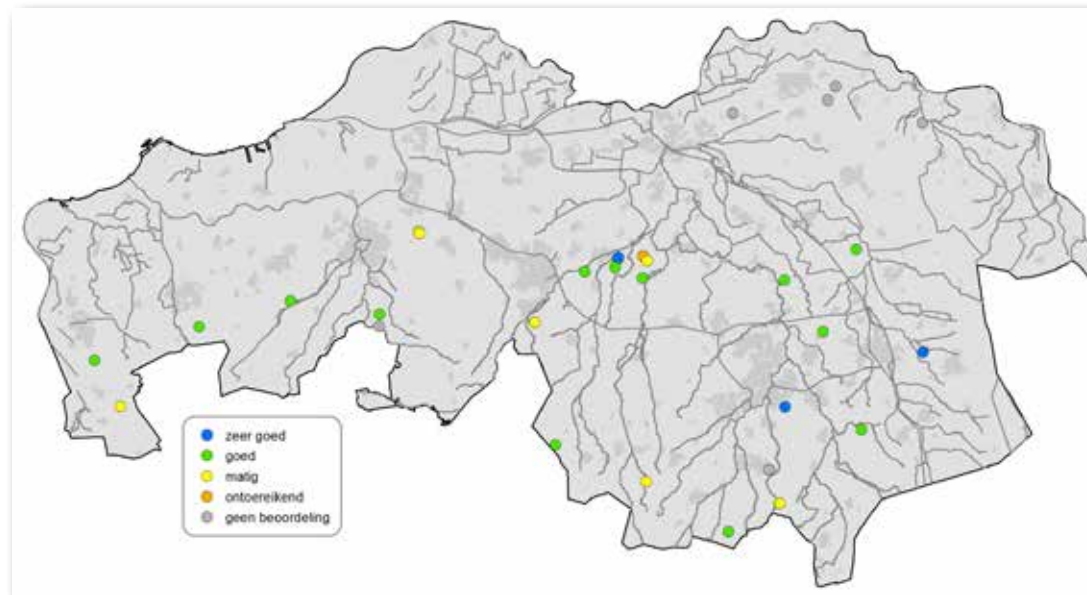 zeer goed
goed
matig
ontoereikend
geen beoordeling